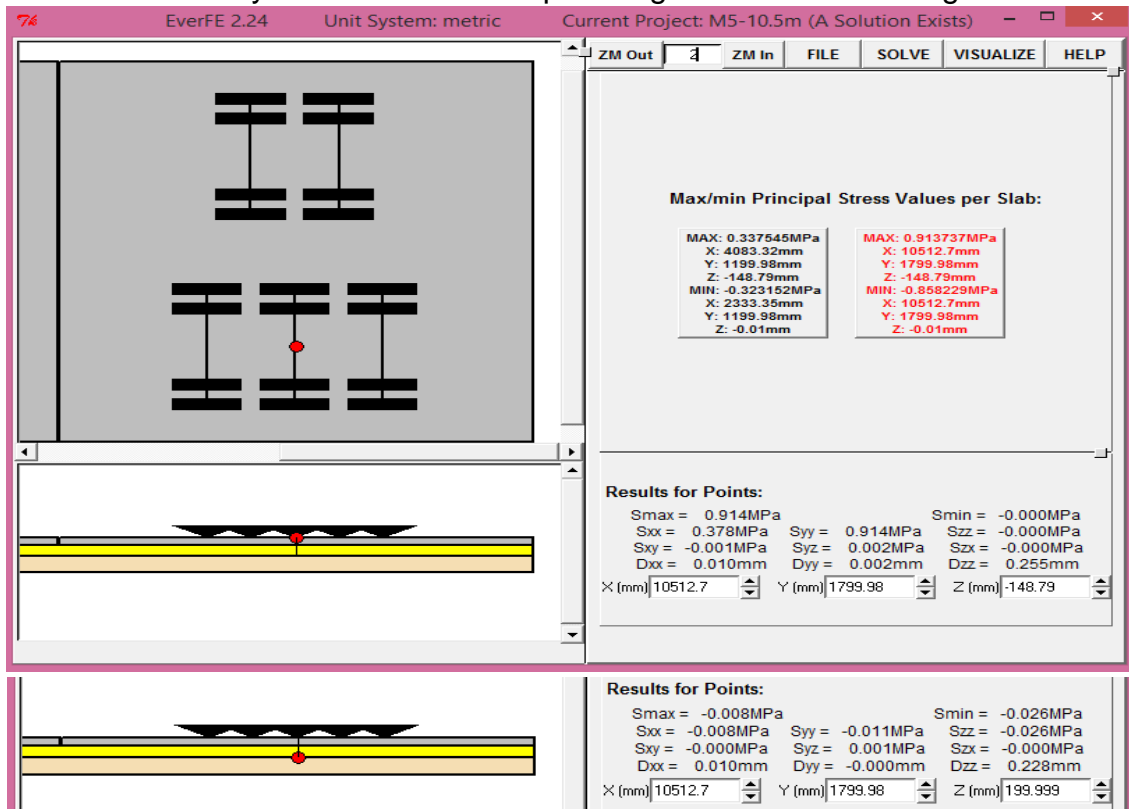 EverFE 2.24 Unit System: metric Current Project: M5-10.5m (A Solution Exists)
ZM Out 2 ZM In FILE SOLVE VISUALIZE HELP
Max/min Principal Stress Values per Slab:
MAX: 0.337545MPa
X: 4083.32mm
Y: 1199.98mm
Z: -148.79mm
MIN: -0.323152MPa
X: 2333.35mm
Y: 1199.98mm
Z: -0.01mm
MAX: 0.913737MPa
X: 10512.7mm
Y: 1799.98mm
Z: -148.79mm
MIN: -0.858229MPa
X: 10512.7mm
Y: 1799.98mm
Z: -0.01mm
Results for Points:
Smax = 0.914MPa Smin = -0.000MPa
Sxx = 0.378MPa Syy = 0.914MPa Szz = -0.000MPa
Sxy = -0.001MPa Syz = 0.002MPa Szx = -0.000MPa
Dxx = 0.010mm Dyy = 0.002mm Dzz = 0.255mm
X (mm) 10512.7 Y (mm) 1799.98 Z (mm) -148.79
Results for Points:
Smax = -0.008MPa Smin = -0.026MPa
Sxx = -0.008MPa Syy = -0.011MPa Szz = -0.026MPa
Sxy = -0.000MPa Syz = 0.001MPa Szx = -0.000MPa
Dxx = 0.010mm Dyy = -0.000mm Dzz = 0.228mm
X (mm) 10512.7 Y (mm) 1799.98 Z (mm) 199.999